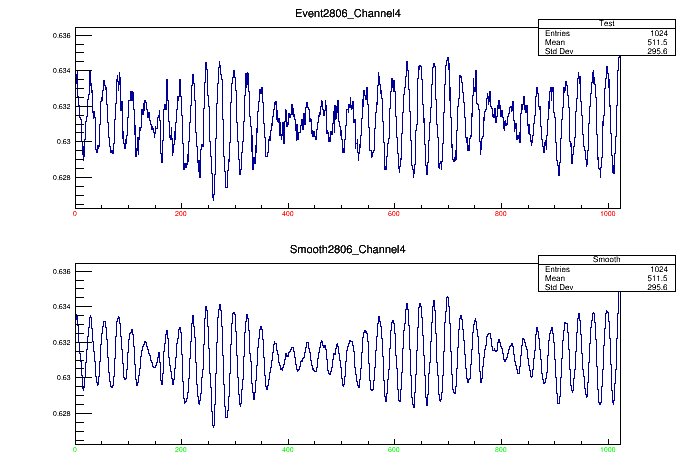 Event2806_Channel4
Test
Entries 1024
Mean 511.5
Std Dev 295.6
0.636
0.634
0.632
0.63
0.628
0 200 400 600 800 1000
Smooth2806_Channel4
Smooth
Entries 1024
Mean 511.5
Std Dev 295.6
0.636
0.634
0.632
0.63
0.628
0 200 400 600 800 1000